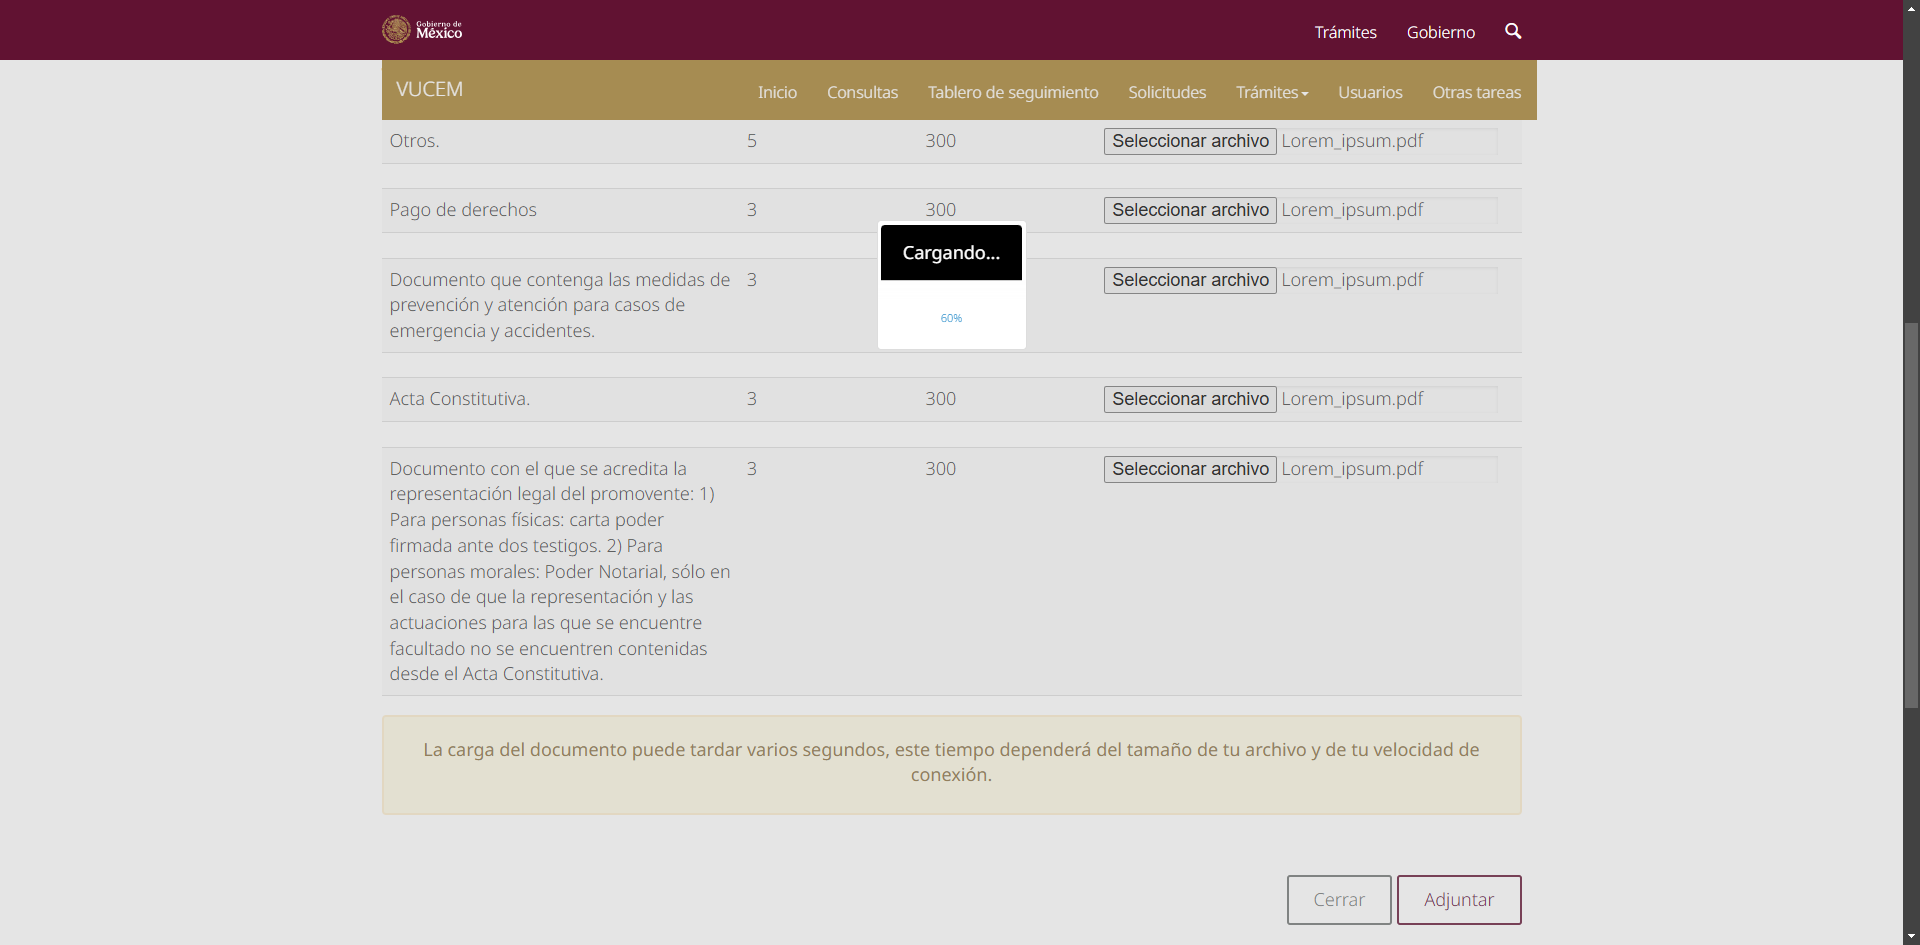 Gobierno de
México
Trámites Gobierno
VUCEM
Inicio Consultas Tablero de seguimiento Solicitudes Trámites Usuarios Otras tareas
Otros. 5 300 Seleccionar archivo Lorem_ipsum.pdf
Pago de derechos 3 300 Seleccionar archivo Lorem_ipsum.pdf
Cargando...
60%
Documento que contenga las medidas de 3 Seleccionar archivo Lorem_ipsum.pdf
prevención y atención para casos de
emergencia y accidentes.
Acta Constitutiva. 3 300 Seleccionar archivo Lorem_ipsum.pdf
Documento con el que se acredita la 3 300 Seleccionar archivo Lorem_ipsum.pdf
representación legal del promovente: 1)
Para personas físicas: carta poder
firmada ante dos testigos. 2) Para
personas morales: Poder Notarial, sólo en
el caso de que la representación y las
actuaciones para las que se encuentre
facultado no se encuentren contenidas
desde el Acta Constitutiva.
La carga del documento puede tardar varios segundos, este tiempo dependerá del tamaño de tu archivo y de tu velocidad de
conexión.
Cerrar Adjuntar